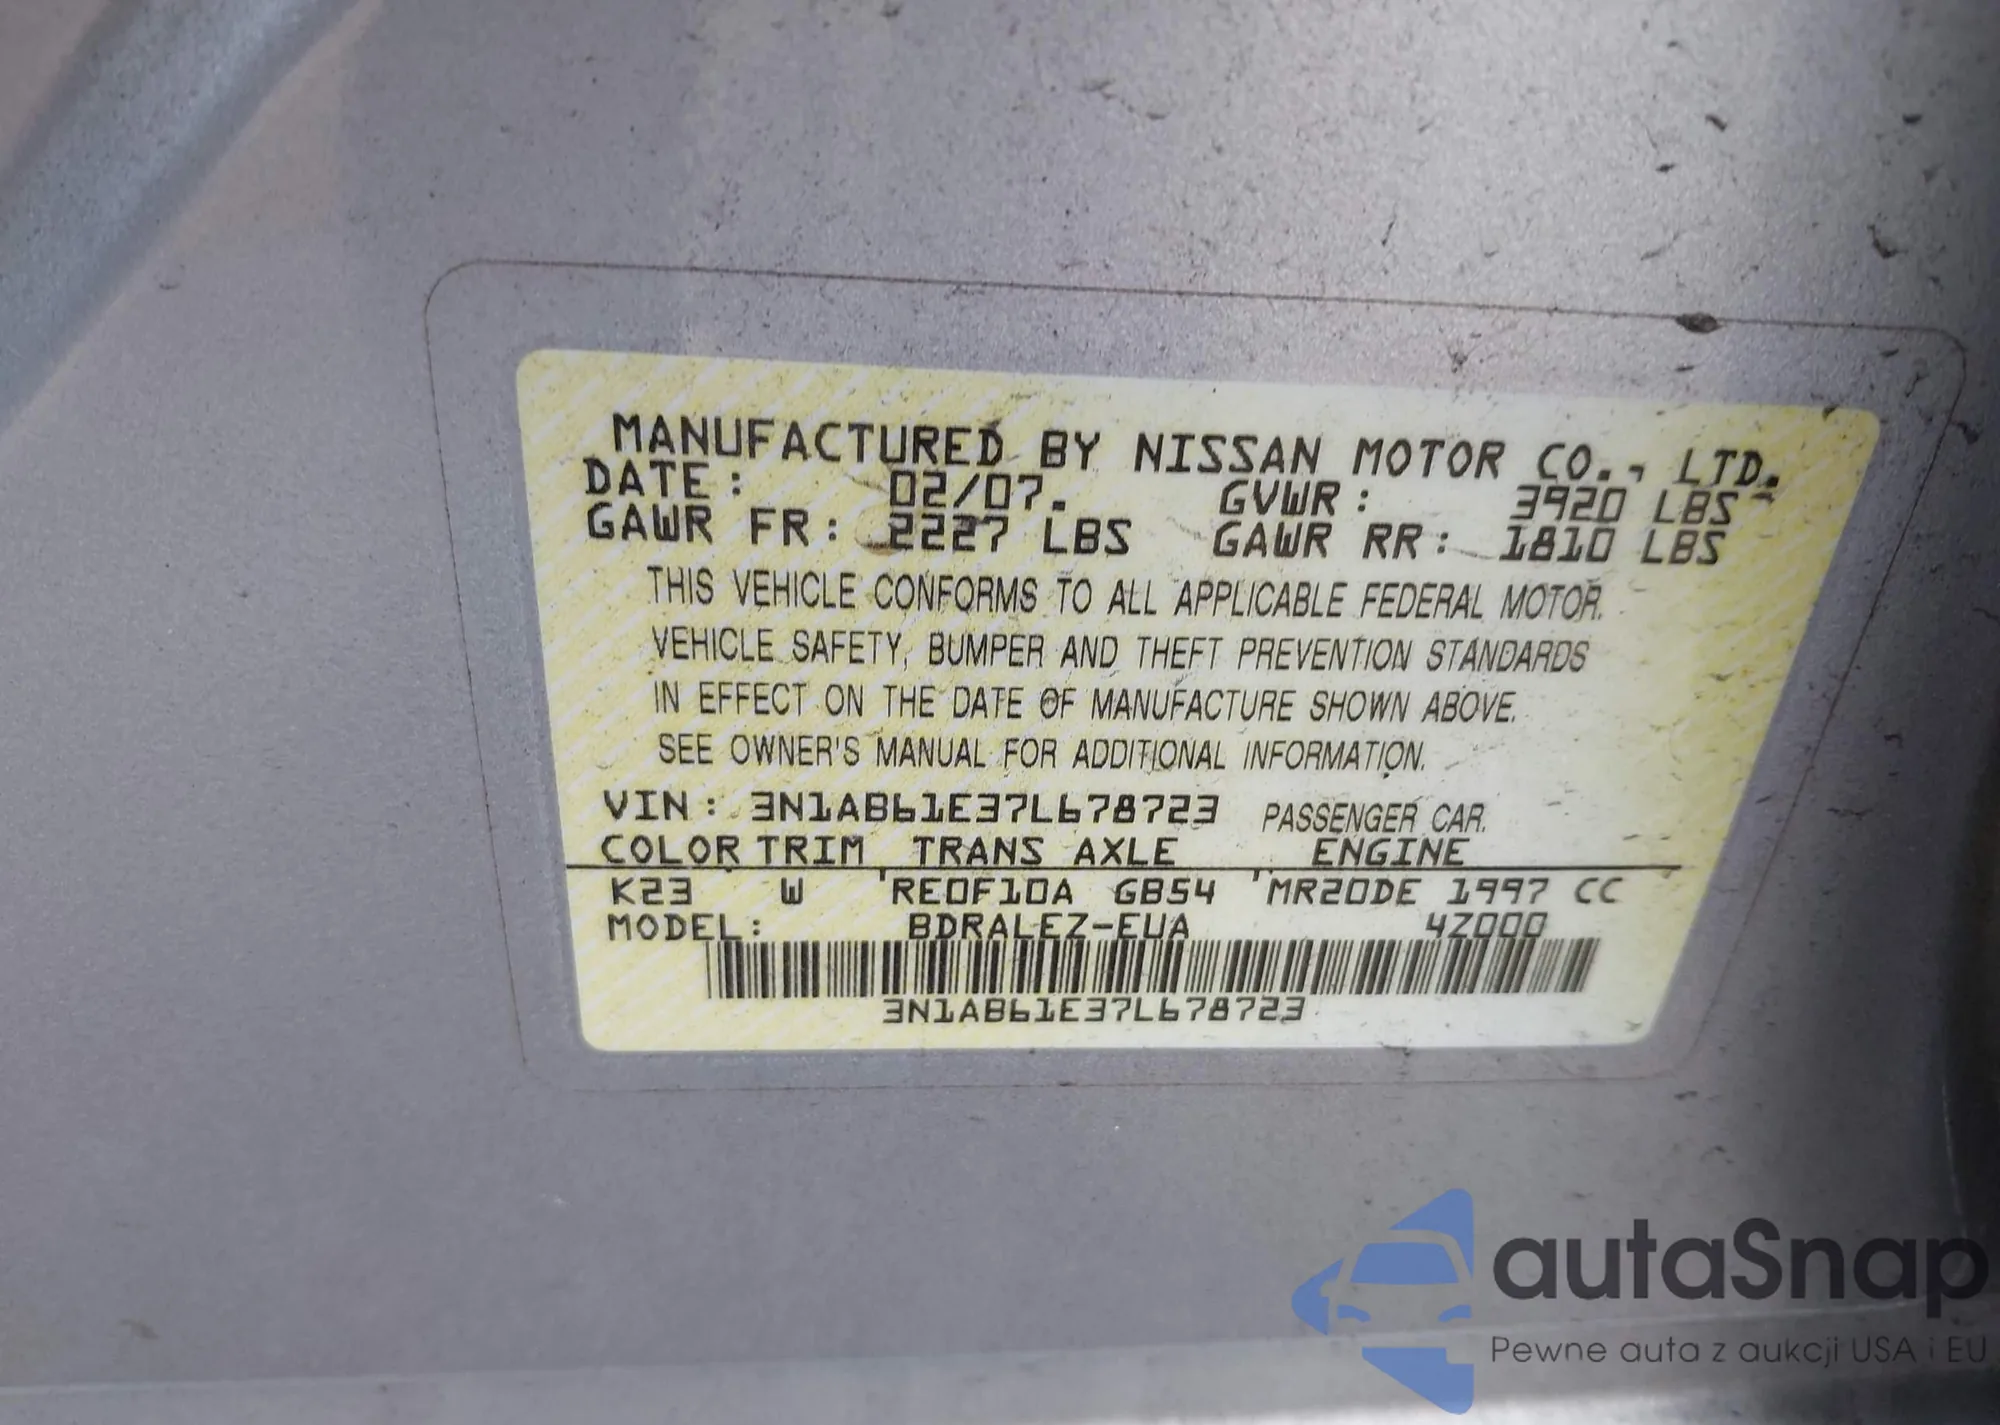 MANUFACTURED BY NISSAN MOTOR CO., LTD.
DATE: 02/07. GVWR: 3920 LBS
GAWR FR: 2227 LBS GAWR RR: 1810 LBS
THIS VEHICLE CONFORMS TO ALL APPLICABLE FEDERAL MOTOR
VEHICLE SAFETY, BUMPER AND THEFT PREVENTION STANDARDS
IN EFFECT ON THE DATE OF MANUFACTURE SHOWN ABOVE.
SEE OWNER'S MANUAL FOR ADDITIONAL INFORMATION.
VIN: 3N1AB61E37L678723 PASSENGER CAR.
COLOR TRIM TRANS AXLE ENGINE
K23 W 'RE0F10A GB54 'MR20DE 1997 CC
MODEL: BDRALEZ-EUA 4Z000
3N1AB61E37L678723
autaSnap
Pewne auta z aukcji USA i EU